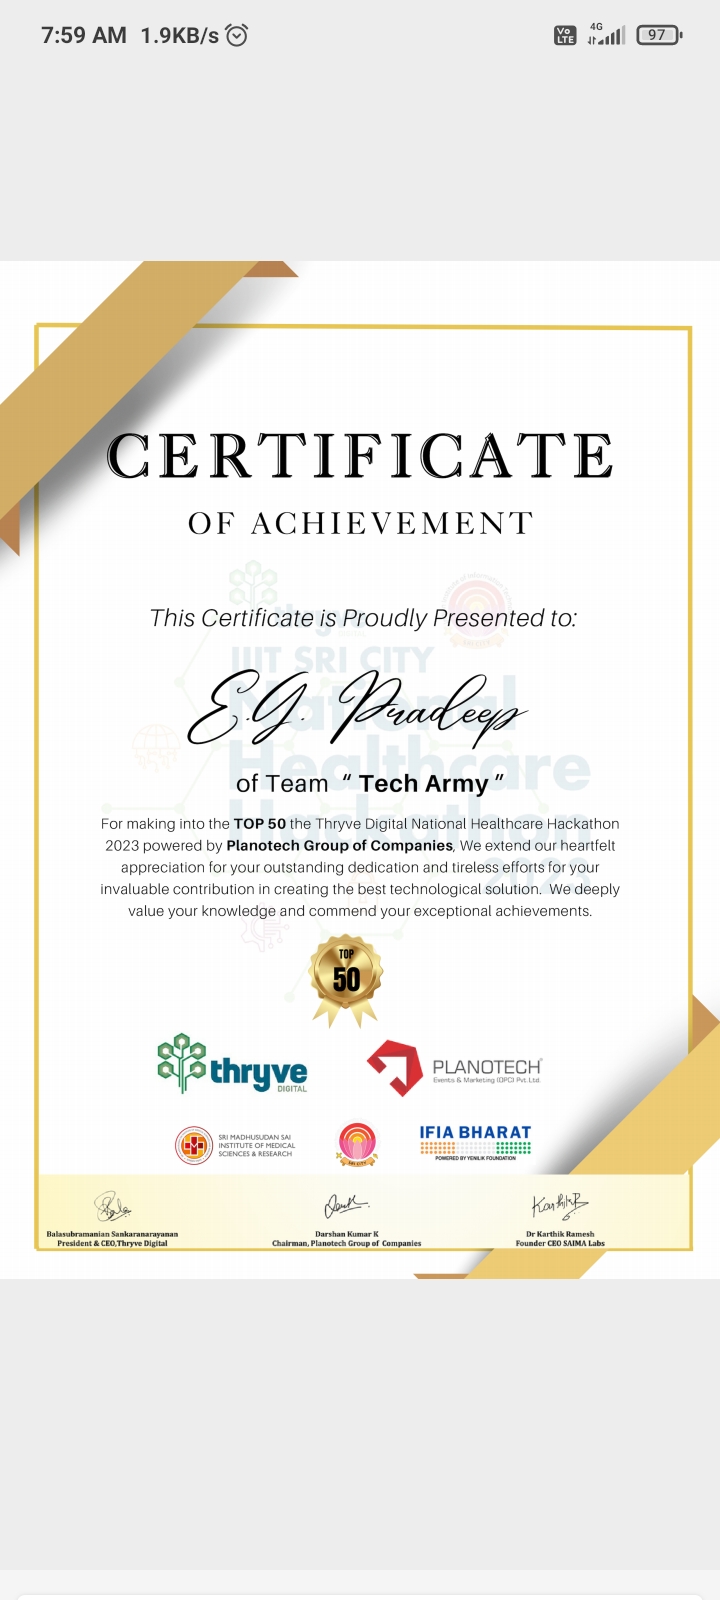 7:59 AM 1.9KB/s
Vo LTE 4G 97
CERTIFICATE
OF ACHIEVEMENT
This Certificate is Proudly Presented to:
thryve
IIIT SRI CITY
National
Healthcare
Hackathon
2023
E.G. Pradeep
of Team “ Tech Army ”
For making into the TOP 50 the Thryve Digital National Healthcare Hackathon
2023 powered by Planotech Group of Companies, We extend our heartfelt
appreciation for your outstanding dedication and tireless efforts for your
invaluable contribution in creating the best technological solution. We deeply
value your knowledge and commend your exceptional achievements.
TOP
50
thryve
DIGITAL
PLANOTECH
Events & Marketing (OPC) Pvt. Ltd.
SRI MADHUSUDAN SAI
INSTITUTE OF MEDICAL
SCIENCES & RESEARCH
SRI CITY
IFIA BHARAT
POWERED BY YENILIK FOUNDATION
Karthik R
Balasubramanian Sankaranarayanan
President & CEO,Thryve Digital
Darshan Kumar K
Chairman, Planotech Group of Companies
Dr Karthik Ramesh
Founder CEO SAIMA Labs